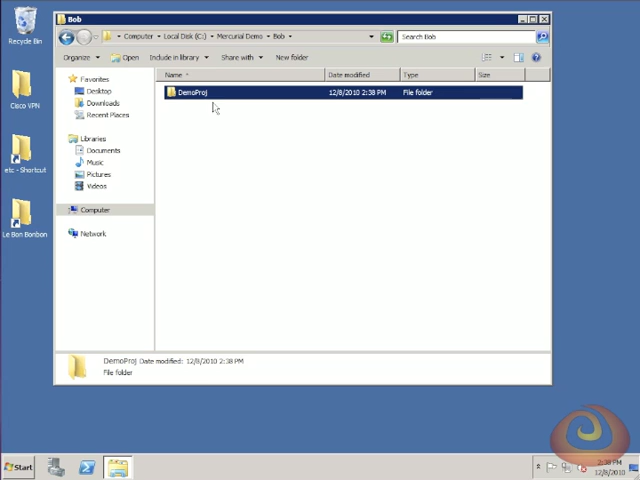 Recycle Bin
Cisco VPN
etc - Shortcut
Le Bon Bonbon
Bob
Computer Local Disk (C:) Mercurial Demo Bob
Search Bob
Organize Open Include in library Share with New folder
Favorites
Desktop
Downloads
Recent Places
Libraries
Documents
Music
Pictures
Videos
Computer
Network
Name Date modified Type Size
DemoProj 12/8/2010 2:38 PM File folder
DemoProj Date modified: 12/8/2010 2:38 PM
File folder
Start
2:38 PM
12/8/2010